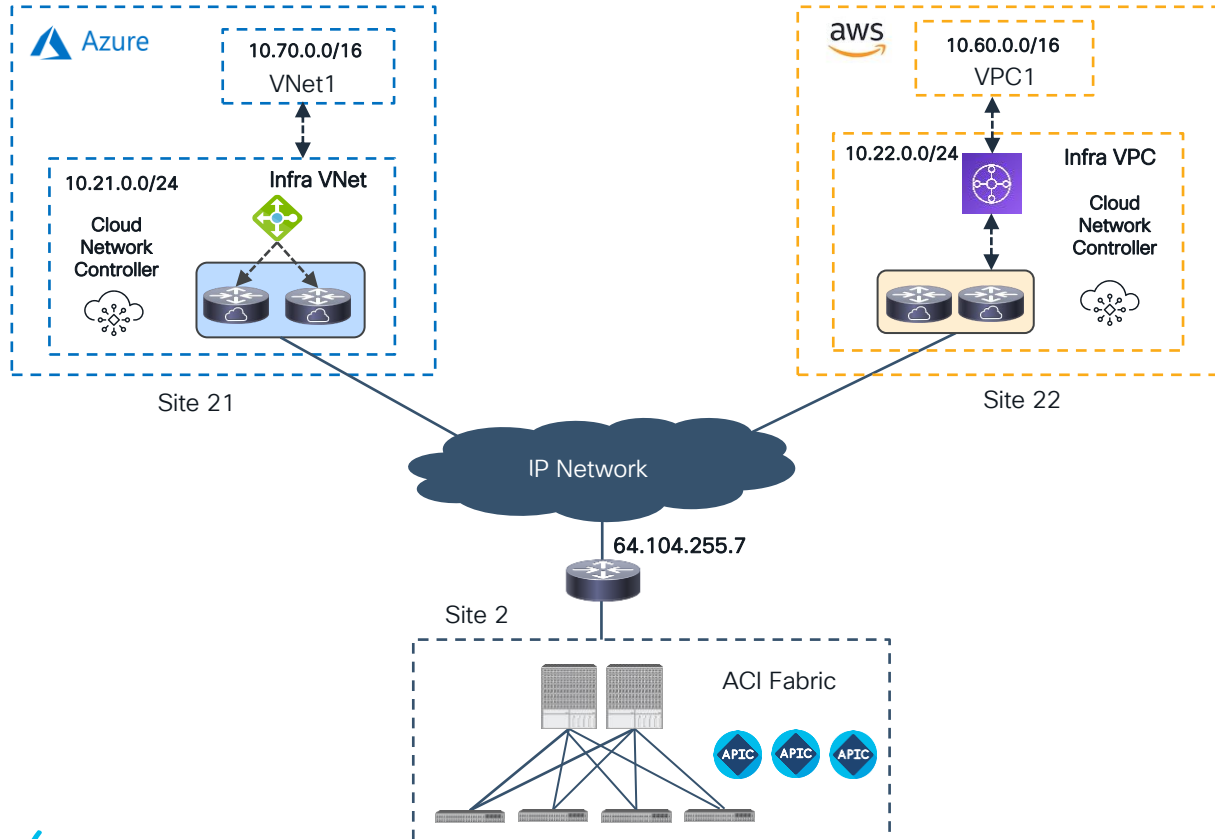 Azure
10.70.0.0/16
VNet1
10.21.0.0/24
Infra VNet
Cloud
Network
Controller
Site 21
aws
10.60.0.0/16
VPC1
10.22.0.0/24
Infra VPC
Cloud
Network
Controller
Site 22
IP Network
64.104.255.7
Site 2
ACI Fabric
APIC
APIC
APIC